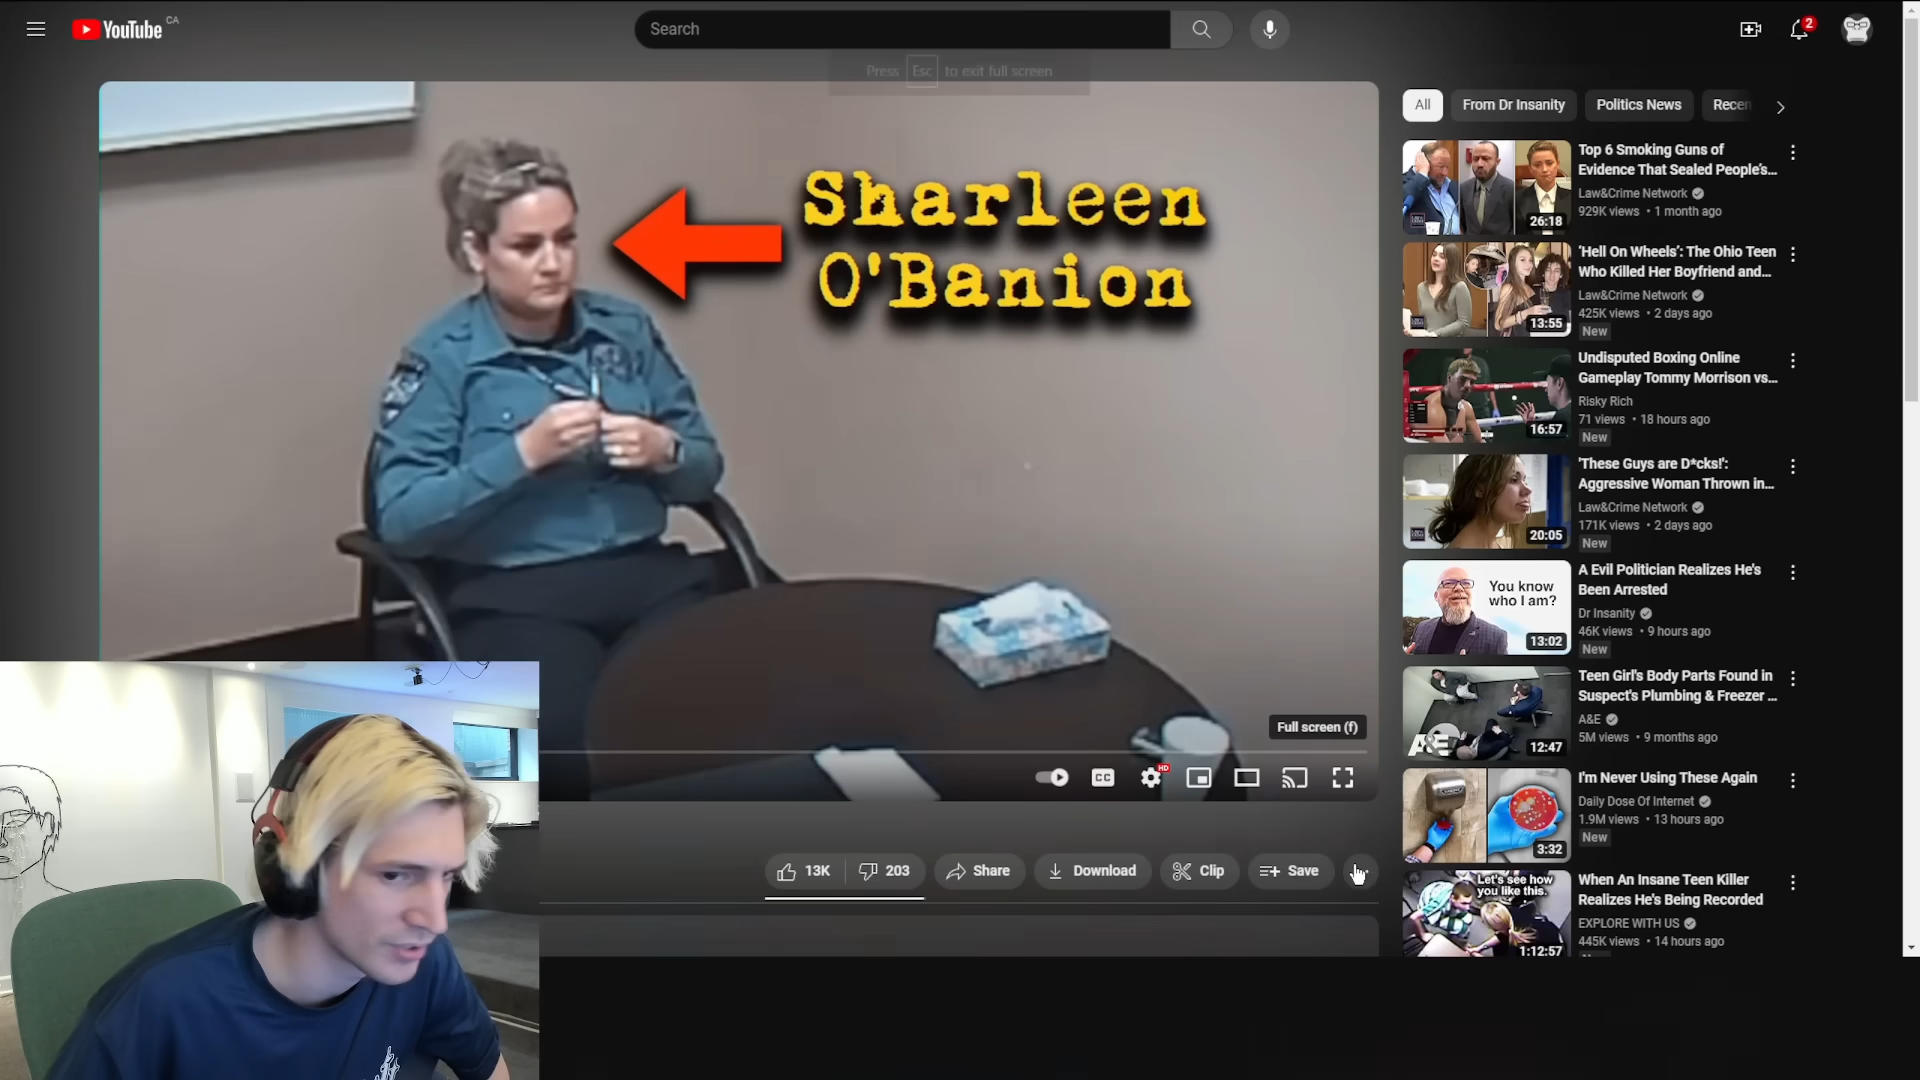 YouTube
CA
Search
2
Press Esc to exit full screen
Sharleen
O'Banion
Full screen (f)
CC
HD
13K
203
Share
Download
Clip
Save
All
From Dr Insanity
Politics News
Recen
Top 6 Smoking Guns of
Evidence That Sealed People's...
Law&Crime Network
929K views • 1 month ago
26:18
'Hell On Wheels': The Ohio Teen
Who Killed Her Boyfriend and...
Law&Crime Network
425K views • 2 days ago
New
13:55
Undisputed Boxing Online
Gameplay Tommy Morrison vs...
Risky Rich
71 views • 18 hours ago
New
16:57
'These Guys are D*cks!':
Aggressive Woman Thrown in...
Law&Crime Network
171K views • 2 days ago
New
20:05
You know
who I am?
13:02
A Evil Politician Realizes He's
Been Arrested
Dr Insanity
46K views • 9 hours ago
New
Teen Girl's Body Parts Found in
Suspect's Plumbing & Freezer ...
A&E
5M views • 9 months ago
A&E
12:47
I'm Never Using These Again
Daily Dose Of Internet
1.9M views • 13 hours ago
New
3:32
Let's see how
you like this.
1:12:57
When An Insane Teen Killer
Realizes He's Being Recorded
EXPLORE WITH US
445K views • 14 hours ago